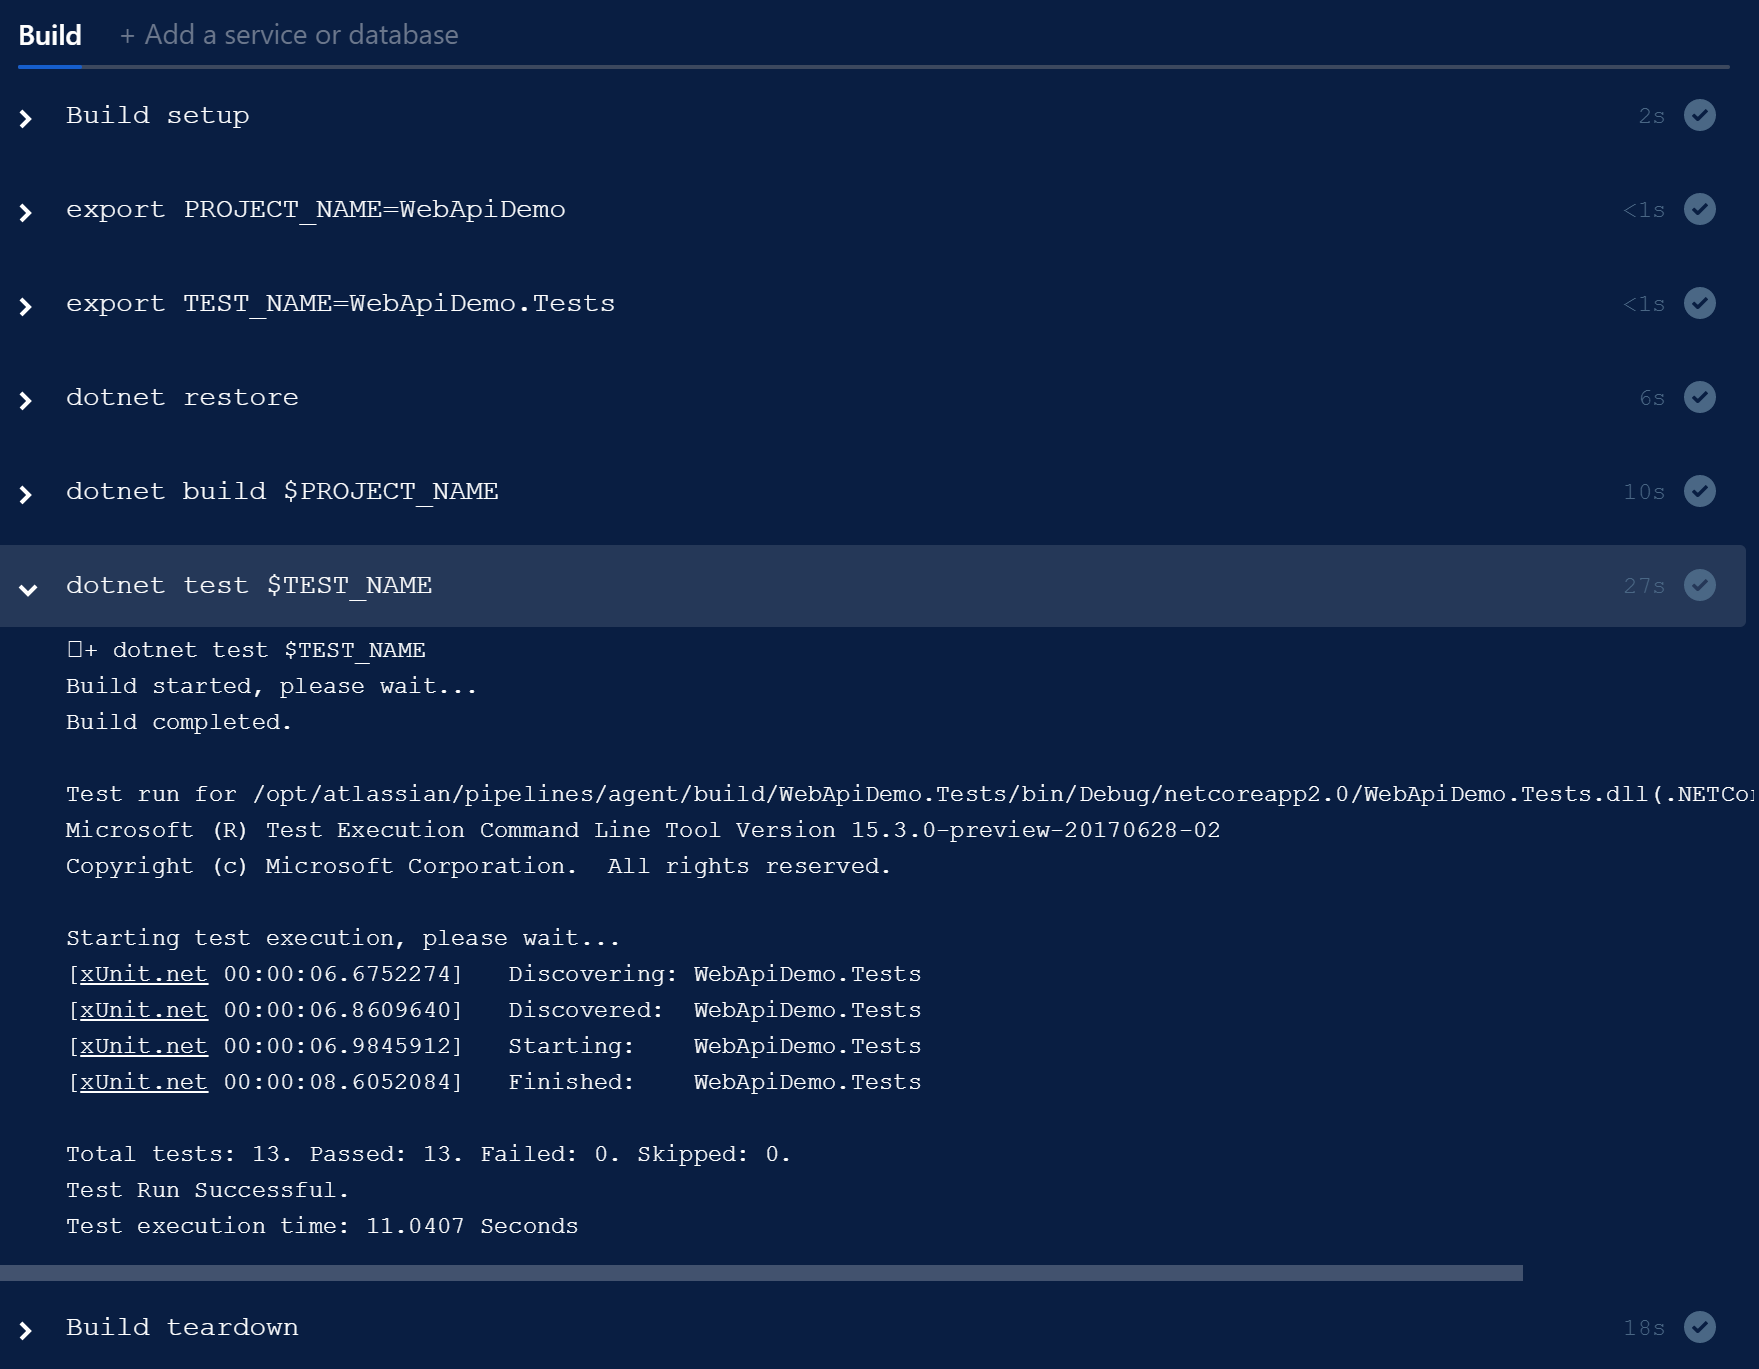 Build + Add a service or database
Build setup 2s
export PROJECT_NAME=WebApiDemo <1s
export TEST_NAME=WebApiDemo.Tests <1s
dotnet restore 6s
dotnet build $PROJECT_NAME 10s
dotnet test $TEST_NAME 27s
+ dotnet test $TEST_NAME
Build started, please wait...
Build completed.
Test run for /opt/atlassian/pipelines/agent/build/WebApiDemo.Tests/bin/Debug/netcoreapp2.0/WebApiDemo.Tests.dll(.NETCo
Microsoft (R) Test Execution Command Line Tool Version 15.3.0-preview-20170628-02
Copyright (c) Microsoft Corporation.  All rights reserved.
Starting test execution, please wait...
[xUnit.net 00:00:06.6752274]   Discovering: WebApiDemo.Tests
[xUnit.net 00:00:06.8609640]   Discovered:  WebApiDemo.Tests
[xUnit.net 00:00:06.9845912]   Starting:    WebApiDemo.Tests
[xUnit.net 00:00:08.6052084]   Finished:    WebApiDemo.Tests
Total tests: 13. Passed: 13. Failed: 0. Skipped: 0.
Test Run Successful.
Test execution time: 11.0407 Seconds
Build teardown 18s